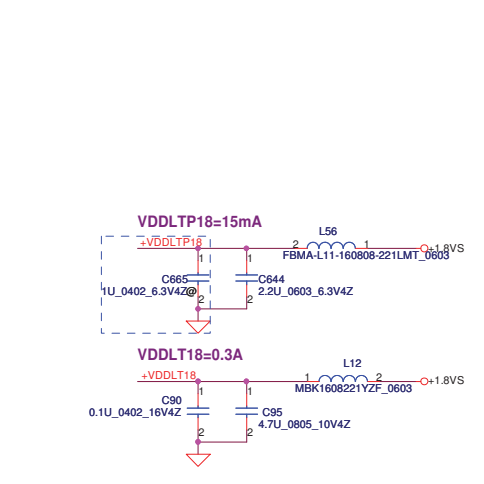 VDDLTP18=15mA
+VDDLTP18
L56
2
1
+1.8VS
FBMA-L11-160808-221LMT_0603
1
1
C665
C644
1U_0402_6.3V4Z@
2.2U_0603_6.3V4Z
2
2
VDDLT18=0.3A
+VDDLT18
L12
1
2
+1.8VS
MBK1608221YZF_0603
1
1
C90
0.1U_0402_16V4Z
C95
4.7U_0805_10V4Z
2
2